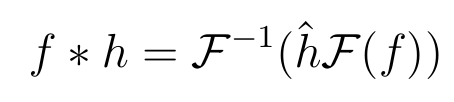 f ∗ h = ℱ⁻¹(ĥℱ(f))